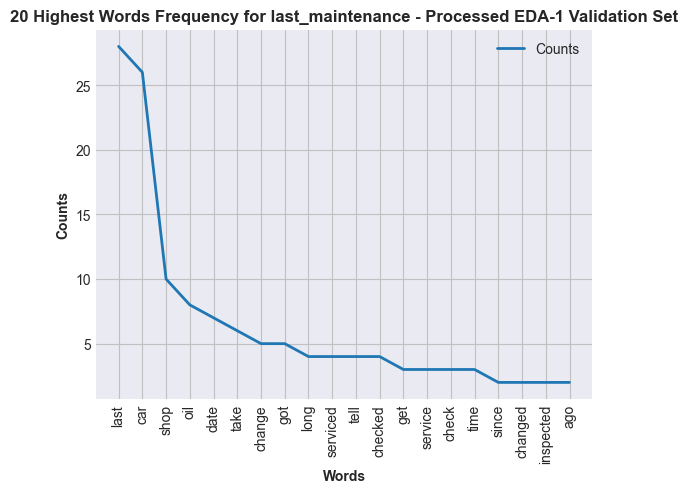 20 Highest Words Frequency for last_maintenance - Processed EDA-1 Validation Set
Counts
25
20
15
10
5
Counts
last
car
shop
oil
date
take
change
got
long
serviced
tell
checked
get
service
check
time
since
changed
inspected
ago
Words